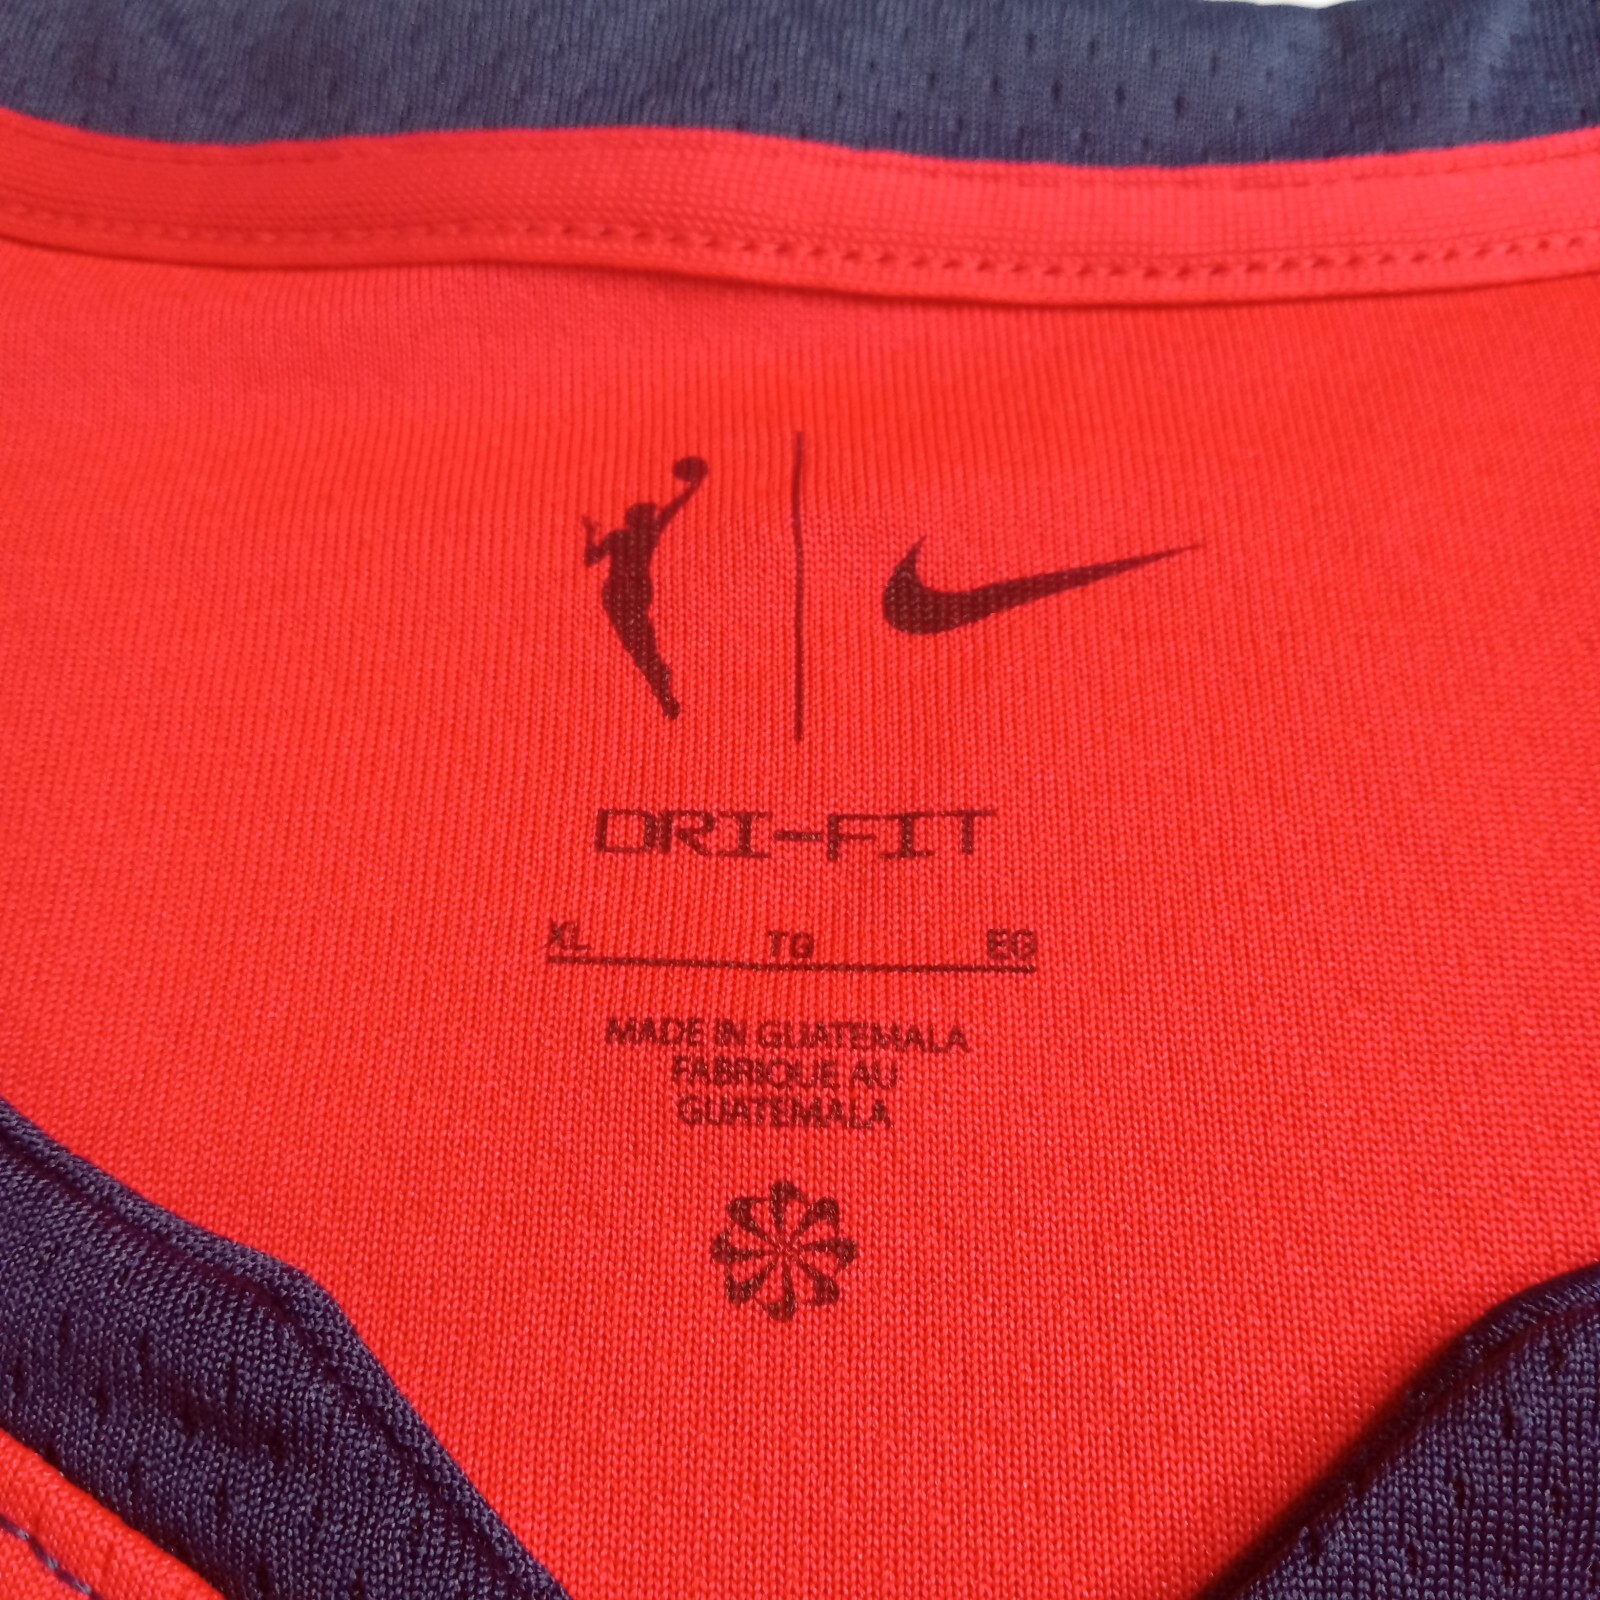 DRI-FIT
XL TG EG
MADE IN GUATEMALA
FABRIQUE AU
GUATEMALA